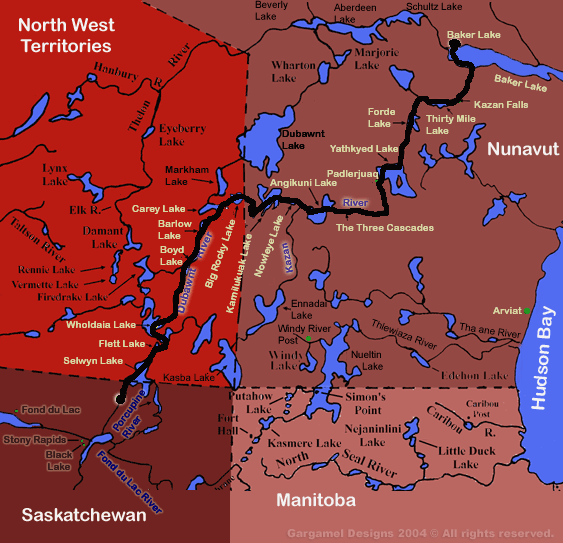 North West
Territories
Beverly
Lake
Aberdeen
Lake
Schultz Lake
Baker Lake
Marjorie
Lake
Wharton
Lake
Hanbury
R.
River
Thelon
Baker Lake
Kazan Falls
Forde
Lake
Thirty Mile
Lake
Eyeberry
Lake
Dubawnt
Lake
Yathkyed Lake
Nunavut
Lynx
Lake
Markham
Lake
Padlerjuaq
Angikuni Lake
Elk R.
Carey Lake
River
The Three Cascades
Taltson River
Damant
Lake
Barlow
Lake
Boyd
Lake
Dubawnt River
Big Rocky Lake
Kamilukuak Lake
Nowleye Lake
Kazan
Rennie Lake
Vermette Lake
Firedrake Lake
Ennadai
Lake
Arviat
Hudson Bay
Wholdaia Lake
Windy River
Post
Thlewiaza River
Tha ane River
Flett Lake
Selwyn Lake
Windy
Lake
Nueltin
Lake
Edehon Lake
Kasba Lake
Putahow
Lake
Simon's
Point
Fond du Lac
Porcupine
River
Fort
Hall
Nejaninlini
Lake
Caribou
Post
Caribou
R.
Stony Rapids
Black
Lake
Kasmere Lake
Little Duck
Lake
Fond du Lac River
North
Seal River
Saskatchewan
Manitoba
Gargamel Designs 2004 © All rights reserved.